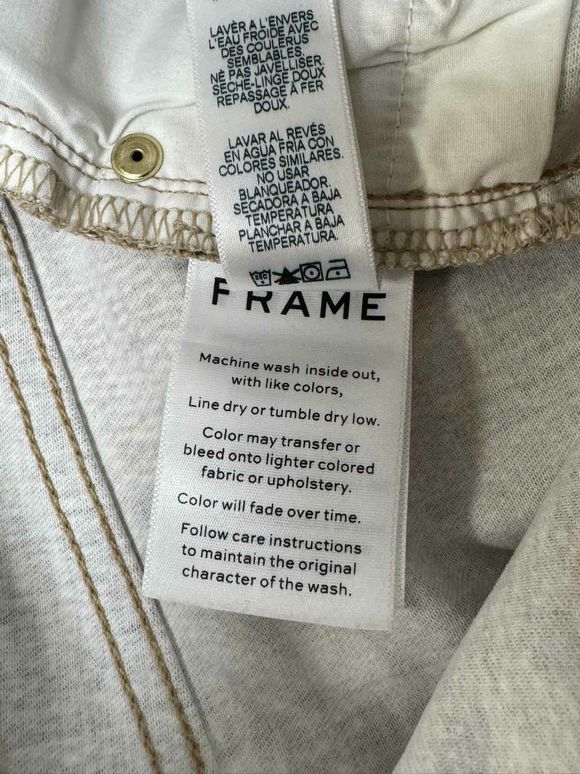 LAVER A L'ENVERS
L'EAU FROIDE AVEC
DES COULERUS
SEMBLABLES.
NE PAS JAVELLISER.
SECHE-LINGE DOUX
REPASSAGE A FER
DOUX.
LAVAR AL REVÉS
EN AGUA FRIA CON
COLORES SIMILARES.
NO USAR
BLANQUEADOR
SECADORA A BAJA
TEMPERATURA
PLANCHAR A BAJA
TEMPERATURA.
FRAME
Machine wash inside out,
with like colors,
Line dry or tumble dry low.
Color may transfer or
bleed onto lighter colored
fabric or upholstery.
Color will fade over time.
Follow care instructions
to maintain the original
character of the wash.